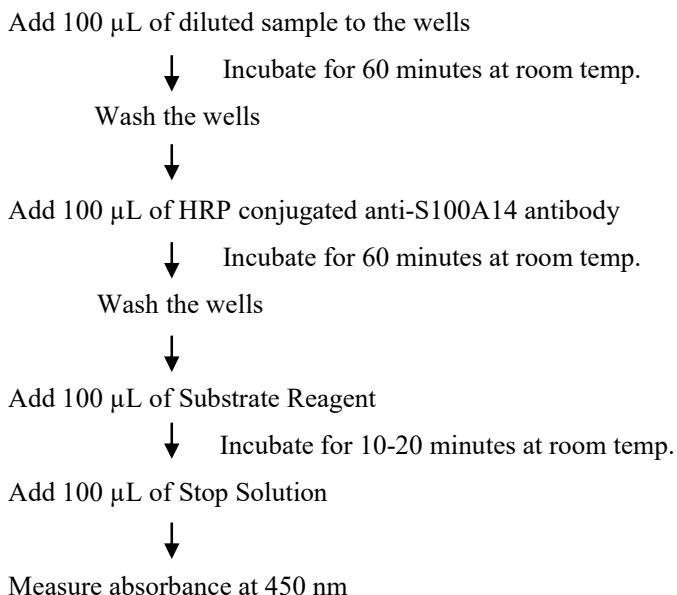 Add 100 µL of diluted sample to the wells
Incubate for 60 minutes at room temp.
Wash the wells
Add 100 µL of HRP conjugated anti-S100A14 antibody
Incubate for 60 minutes at room temp.
Wash the wells
Add 100 µL of Substrate Reagent
Incubate for 10-20 minutes at room temp.
Add 100 µL of Stop Solution
Measure absorbance at 450 nm